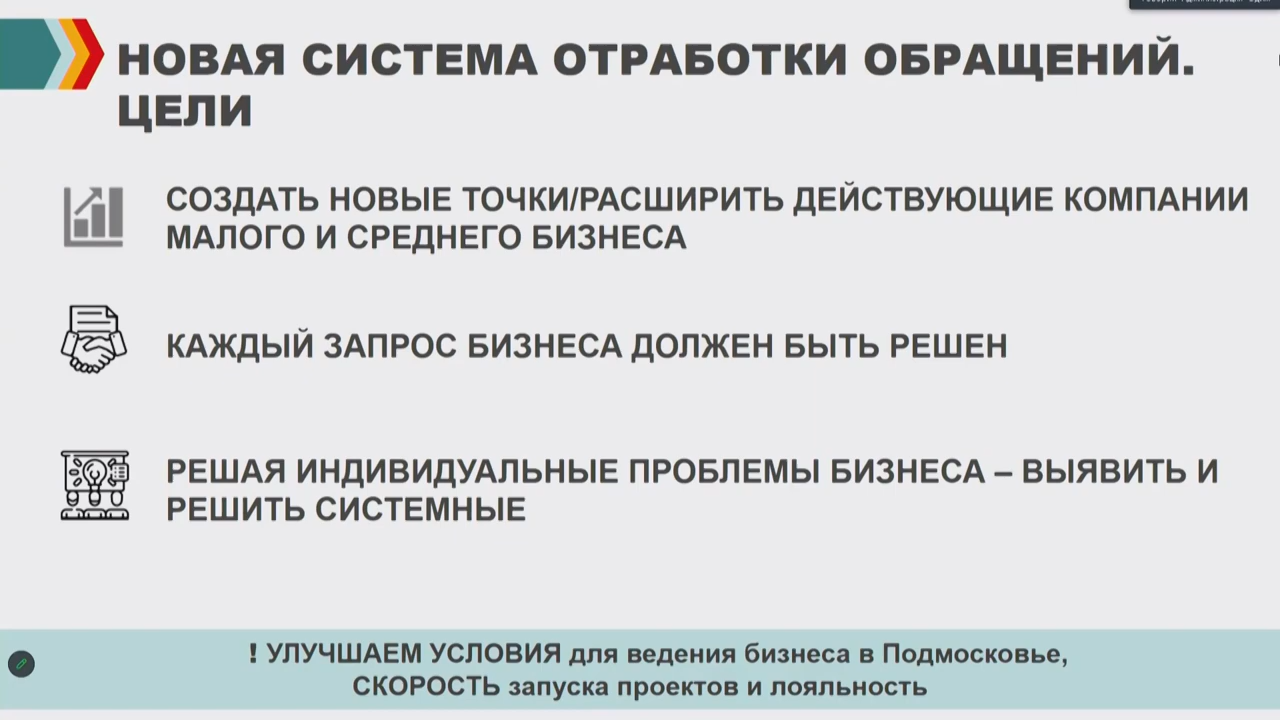 НОВАЯ СИСТЕМА ОТРАБОТКИ ОБРАЩЕНИЙ.
ЦЕЛИ
СОЗДАТЬ НОВЫЕ ТОЧКИ/РАСШИРИТЬ ДЕЙСТВУЮЩИЕ КОМПАНИИ
МАЛОГО И СРЕДНЕГО БИЗНЕСА
КАЖДЫЙ ЗАПРОС БИЗНЕСА ДОЛЖЕН БЫТЬ РЕШЕН
РЕШАЯ ИНДИВИДУАЛЬНЫЕ ПРОБЛЕМЫ БИЗНЕСА – ВЫЯВИТЬ И
РЕШИТЬ СИСТЕМНЫЕ
! УЛУЧШАЕМ УСЛОВИЯ для ведения бизнеса в Подмосковье,
СКОРОСТЬ запуска проектов и лояльность